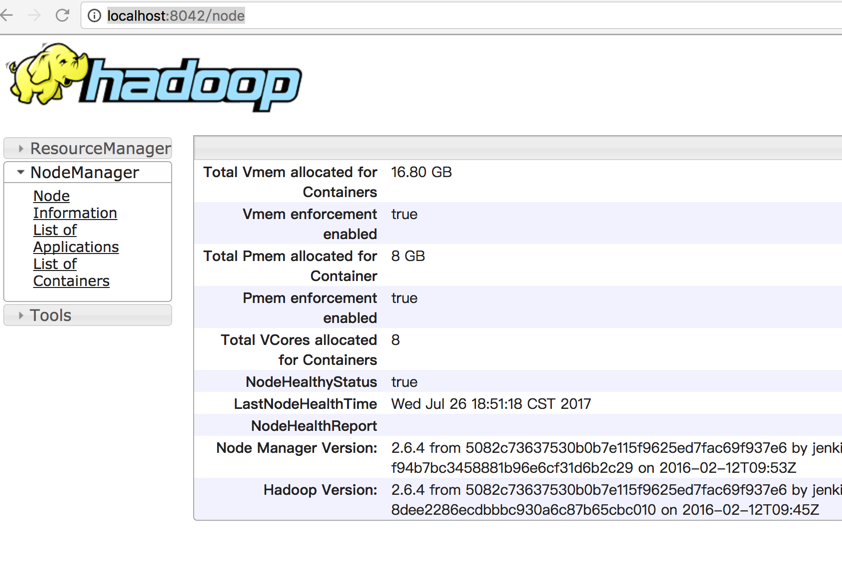 localhost:8042/node
hadoop
ResourceManager
NodeManager
Node
Information
List of
Applications
List of
Containers
Tools
Total Vmem allocated for
Containers
16.80 GB
Vmem enforcement
enabled
true
Total Pmem allocated for
Container
8 GB
Pmem enforcement
enabled
true
Total VCores allocated
for Containers
8
NodeHealthyStatus
true
LastNodeHealthTime
Wed Jul 26 18:51:18 CST 2017
NodeHealthReport
Node Manager Version:
2.6.4 from 5082c73637530b0b7e115f9625ed7fac69f937e6 by jenki
f94b7bc3458881b96e6cf31d6b2c29 on 2016-02-12T09:53Z
Hadoop Version:
2.6.4 from 5082c73637530b0b7e115f9625ed7fac69f937e6 by jenki
8dee2286ecdbbbc930a6c87b65cbc010 on 2016-02-12T09:45Z